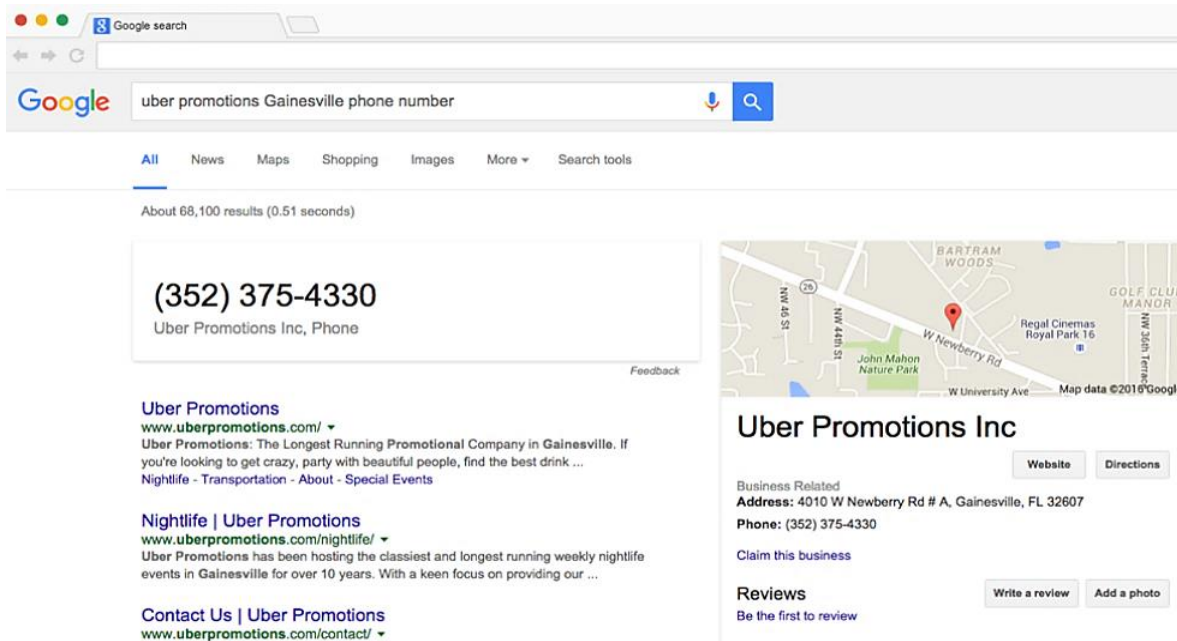 Google search
Google
uber promotions Gainesville phone number
All News Maps Shopping Images More Search tools
About 68,100 results (0.51 seconds)
(352) 375-4330
Uber Promotions Inc, Phone
Feedback
Uber Promotions
www.uberpromotions.com/
Uber Promotions: The Longest Running Promotional Company in Gainesville. If
you're looking to get crazy, party with beautiful people, find the best drink ...
Nightlife - Transportation - About - Special Events
Nightlife | Uber Promotions
www.uberpromotions.com/nightlife/
Uber Promotions has been hosting the classiest and longest running weekly nightlife
events in Gainesville for over 10 years. With a keen focus on providing our ...
Contact Us | Uber Promotions
www.uberpromotions.com/contact/
BARTRAM
WOODS
26
GOLF CLUB
MANOR
NW 46 St
NW 44th St
NW 36th Terrace
Regal Cinemas
Royal Park 16
W Newberry Rd
John Mahon
Nature Park
W University Ave
Map data ©2016 Google
Uber Promotions Inc
Website Directions
Business Related
Address: 4010 W Newberry Rd # A, Gainesville, FL 32607
Phone: (352) 375-4330
Claim this business
Reviews
Write a review Add a photo
Be the first to review